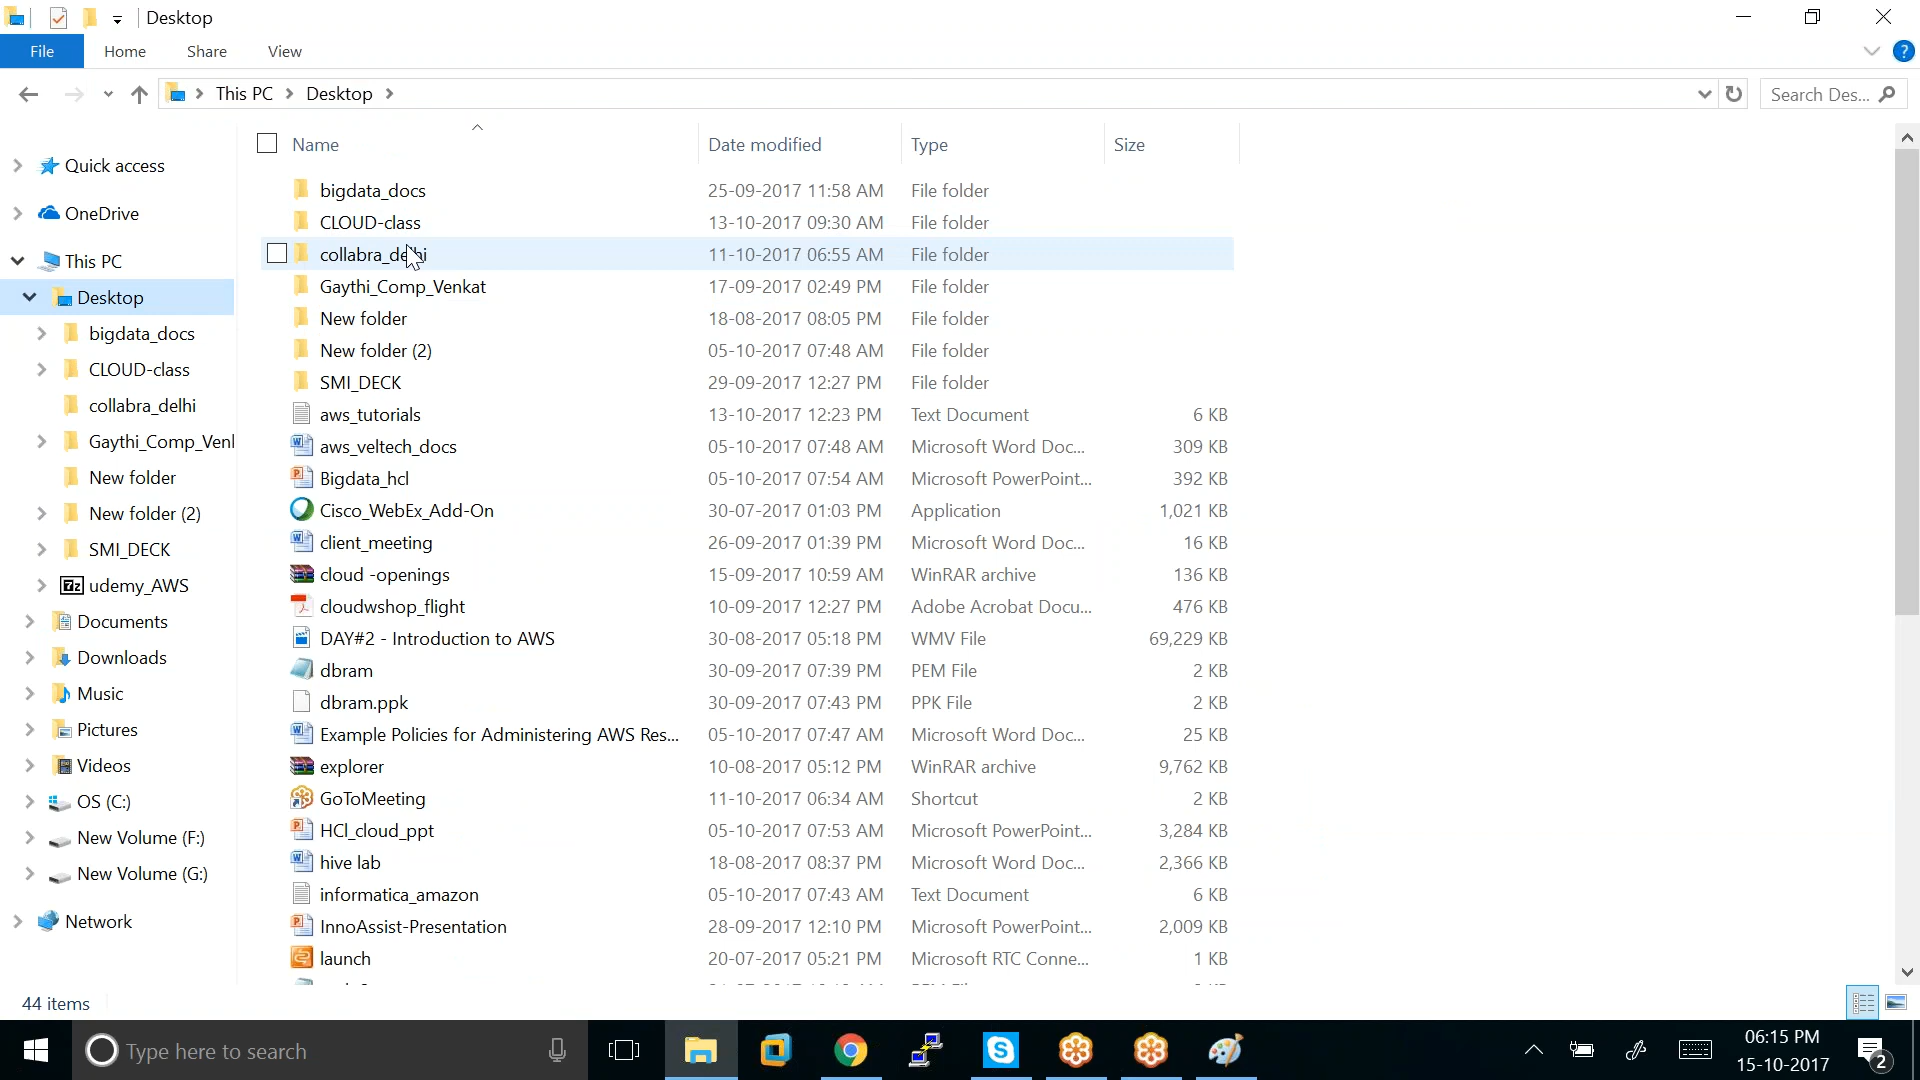 Desktop
File Home Share View
This PC Desktop Search Des...
Name Date modified Type Size
Quick access
OneDrive
This PC
Desktop
bigdata_docs
CLOUD-class
collabra_delhi
Gaythi_Comp_Venl
New folder
New folder (2)
SMI_DECK
udemy_AWS
Documents
Downloads
Music
Pictures
Videos
OS (C:)
New Volume (F:)
New Volume (G:)
Network
bigdata_docs 25-09-2017 11:58 AM File folder
CLOUD-class 13-10-2017 09:30 AM File folder
collabra_delhi 11-10-2017 06:55 AM File folder
Gaythi_Comp_Venkat 17-09-2017 02:49 PM File folder
New folder 18-08-2017 08:05 PM File folder
New folder (2) 05-10-2017 07:48 AM File folder
SMI_DECK 29-09-2017 12:27 PM File folder
aws_tutorials 13-10-2017 12:23 PM Text Document 6 KB
aws_veltech_docs 05-10-2017 07:48 AM Microsoft Word Doc... 309 KB
Bigdata_hcl 05-10-2017 07:54 AM Microsoft PowerPoint... 392 KB
Cisco_WebEx_Add-On 30-07-2017 01:03 PM Application 1,021 KB
client_meeting 26-09-2017 01:39 PM Microsoft Word Doc... 16 KB
cloud -openings 15-09-2017 10:59 AM WinRAR archive 136 KB
cloudwshop_flight 10-09-2017 12:27 PM Adobe Acrobat Docu... 476 KB
DAY#2 - Introduction to AWS 30-08-2017 05:18 PM WMV File 69,229 KB
dbram 30-09-2017 07:39 PM PEM File 2 KB
dbram.ppk 30-09-2017 07:43 PM PPK File 2 KB
Example Policies for Administering AWS Res... 05-10-2017 07:47 AM Microsoft Word Doc... 25 KB
explorer 10-08-2017 05:12 PM WinRAR archive 9,762 KB
GoToMeeting 11-10-2017 06:34 AM Shortcut 2 KB
HCl_cloud_ppt 05-10-2017 07:53 AM Microsoft PowerPoint... 3,284 KB
hive lab 18-08-2017 08:37 PM Microsoft Word Doc... 2,366 KB
informatica_amazon 05-10-2017 07:43 AM Text Document 6 KB
InnoAssist-Presentation 28-09-2017 12:10 PM Microsoft PowerPoint... 2,009 KB
launch 20-07-2017 05:21 PM Microsoft RTC Conne... 1 KB
44 items
Type here to search
06:15 PM
15-10-2017
2